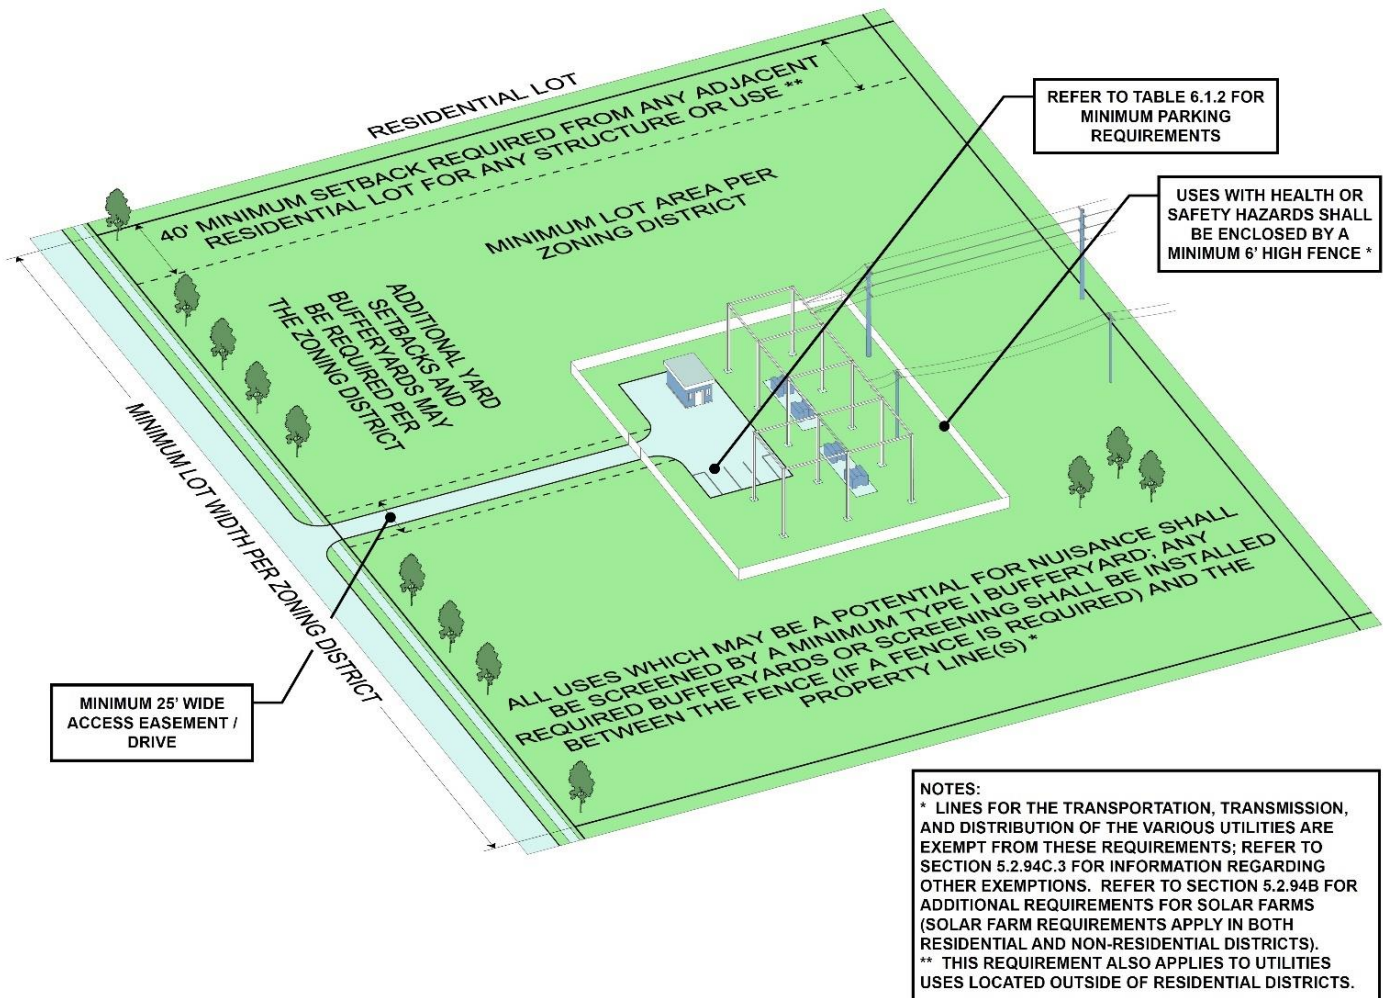 RESIDENTIAL LOT
40' MINIMUM SETBACK REQUIRED FROM ANY ADJACENT
RESIDENTIAL LOT FOR ANY STRUCTURE OR USE **
MINIMUM LOT AREA PER
ZONING DISTRICT
REFER TO TABLE 6.1.2 FOR
MINIMUM PARKING
REQUIREMENTS
USES WITH HEALTH OR
SAFETY HAZARDS SHALL
BE ENCLOSED BY A
MINIMUM 6' HIGH FENCE *
ADDITIONAL YARD
SETBACKS AND
BUFFERYARDS MAY
BE REQUIRED PER
THE ZONING DISTRICT
MINIMUM LOT WIDTH PER ZONING DISTRICT
MINIMUM 25' WIDE
ACCESS EASEMENT /
DRIVE
ALL USES WHICH MAY BE A POTENTIAL FOR NUISANCE SHALL
BE SCREENED BY A MINIMUM TYPE I BUFFERYARD; ANY
REQUIRED BUFFERYARDS OR SCREENING SHALL BE INSTALLED
BETWEEN THE FENCE (IF A FENCE IS REQUIRED) AND THE
PROPERTY LINE(S) *
NOTES:
* LINES FOR THE TRANSPORTATION, TRANSMISSION,
AND DISTRIBUTION OF THE VARIOUS UTILITIES ARE
EXEMPT FROM THESE REQUIREMENTS; REFER TO
SECTION 5.2.94C.3 FOR INFORMATION REGARDING
OTHER EXEMPTIONS. REFER TO SECTION 5.2.94B FOR
ADDITIONAL REQUIREMENTS FOR SOLAR FARMS
(SOLAR FARM REQUIREMENTS APPLY IN BOTH
RESIDENTIAL AND NON-RESIDENTIAL DISTRICTS).
** THIS REQUIREMENT ALSO APPLIES TO UTILITIES
USES LOCATED OUTSIDE OF RESIDENTIAL DISTRICTS.